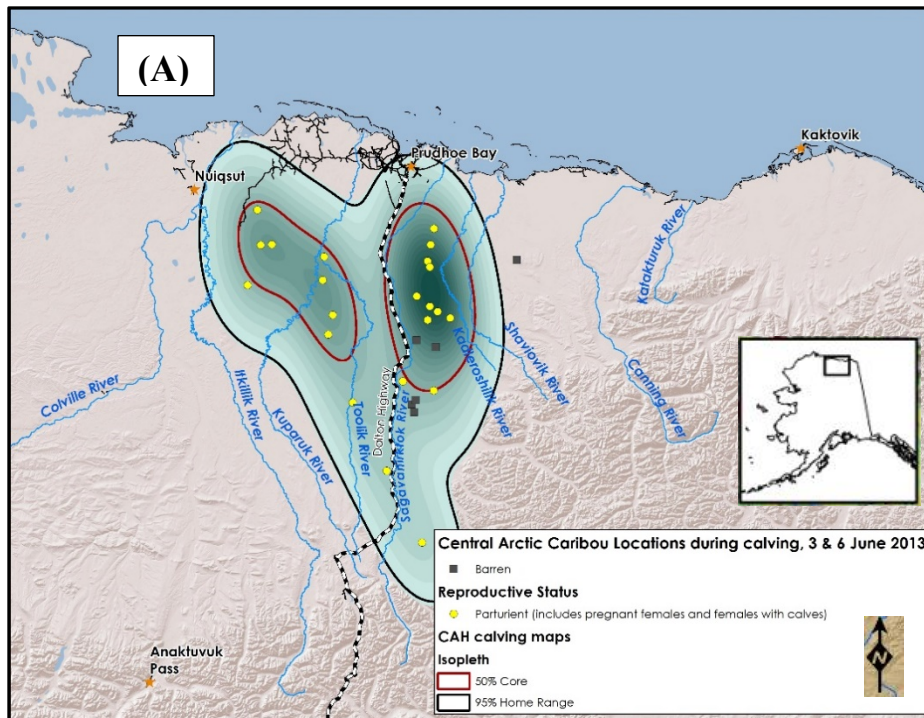 (A)
Kaktovik
Prudhoe Bay
Nuiqsut
Katakturuk River
Shaviovik River
Kadleroshilik River
Canning River
Colville River
Itkillik River
Kuparuk River
Toolik River
Dalton Highway
Sagavanirktok River
Anaktuvuk
Pass
Central Arctic Caribou Locations during calving, 3 & 6 June 2013
Barren
Reproductive Status
Parturient (includes pregnant females and females with calves)
CAH calving maps
Isopleth
50% Core
95% Home Range
N